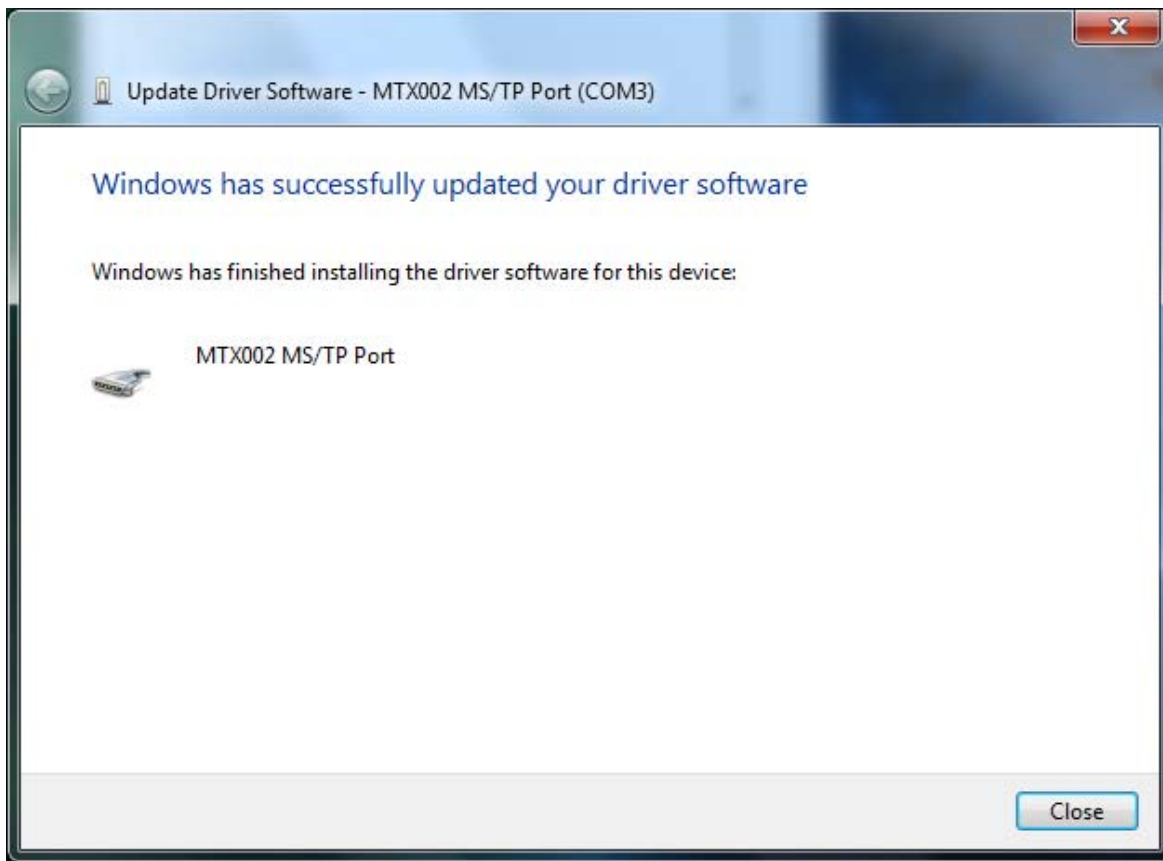 Update Driver Software - MTX002 MS/TP Port (COM3)
Windows has successfully updated your driver software
Windows has finished installing the driver software for this device:
MTX002 MS/TP Port
Close